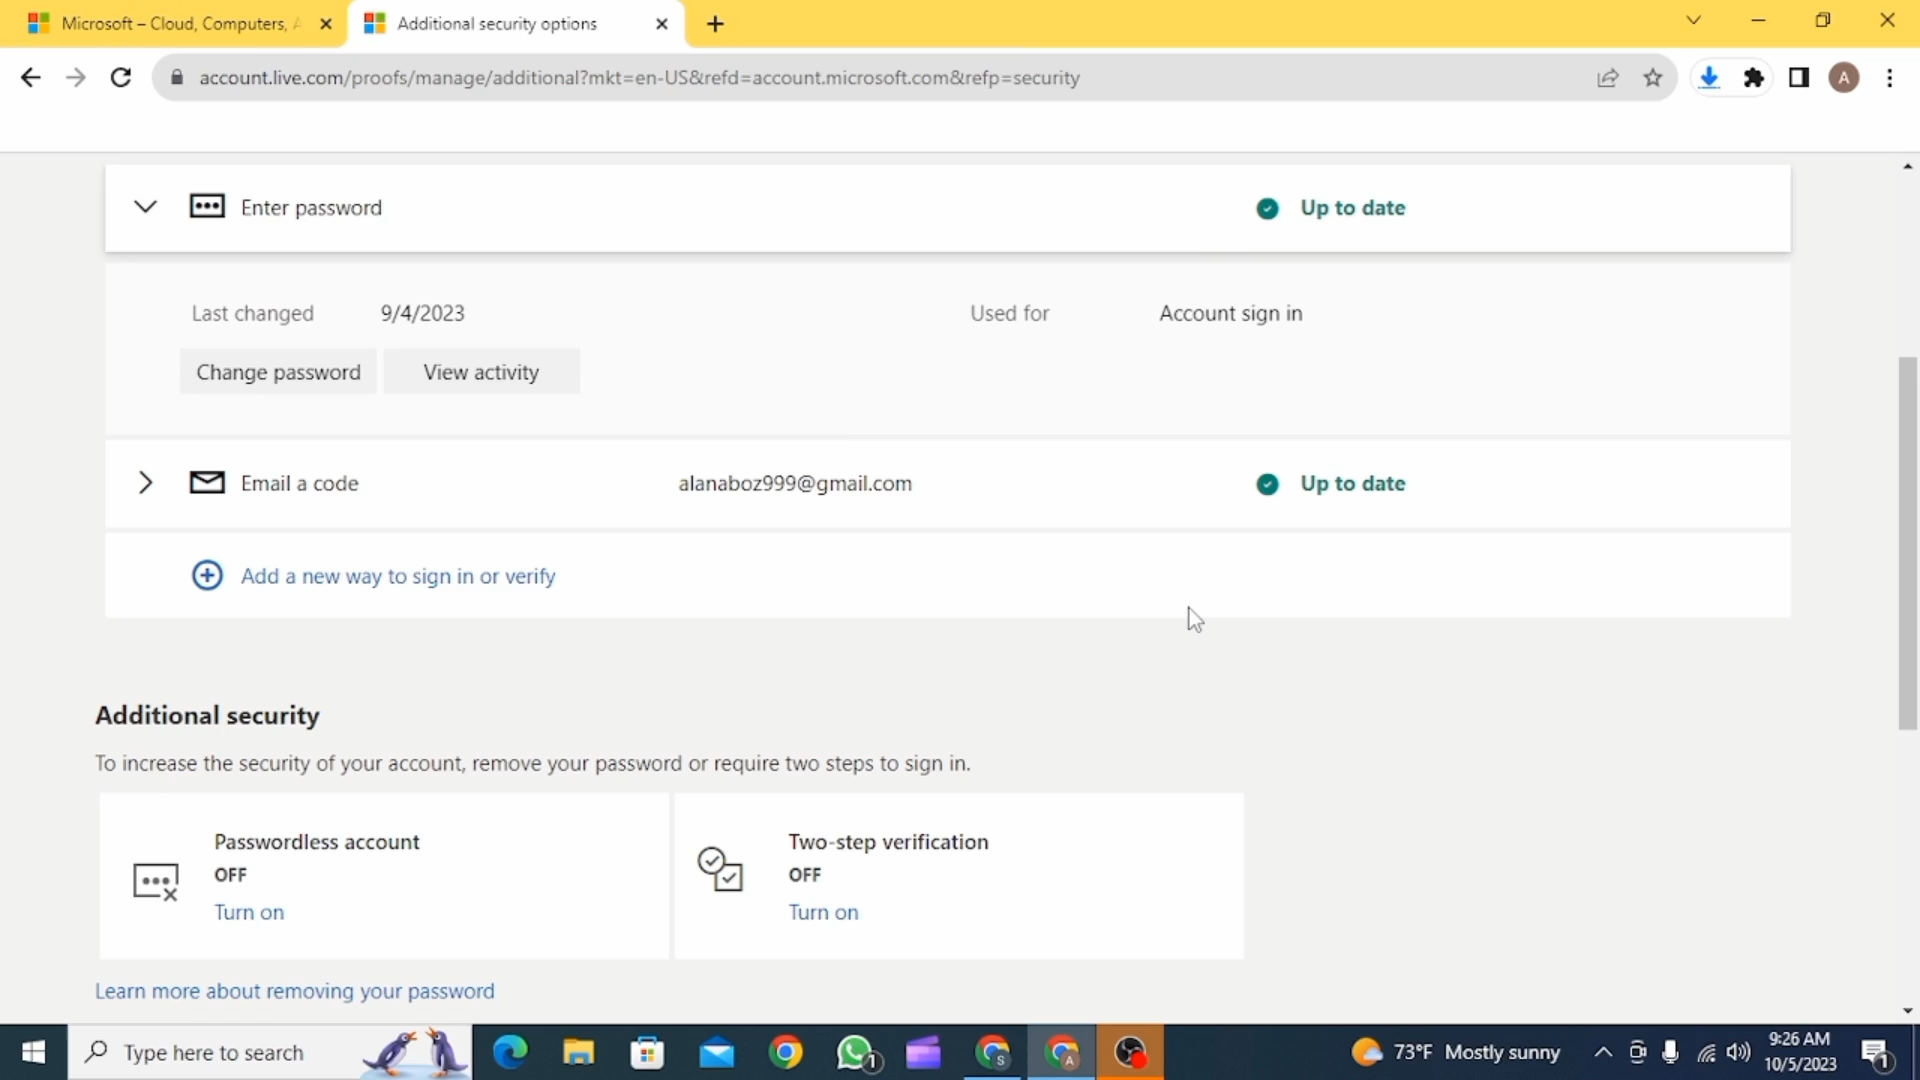 Microsoft – Cloud, Computers, A
Additional security options
account.live.com/proofs/manage/additional?mkt=en-US&refd=account.microsoft.com&refp=security
A
Enter password
Up to date
Last changed 9/4/2023
Used for Account sign in
Change password
View activity
Email a code
alanaboz999@gmail.com
Up to date
Add a new way to sign in or verify
Additional security
To increase the security of your account, remove your password or require two steps to sign in.
Passwordless account
OFF
Turn on
Two-step verification
OFF
Turn on
Learn more about removing your password
Type here to search
1
S
A
73°F Mostly sunny
9:26 AM
10/5/2023
1